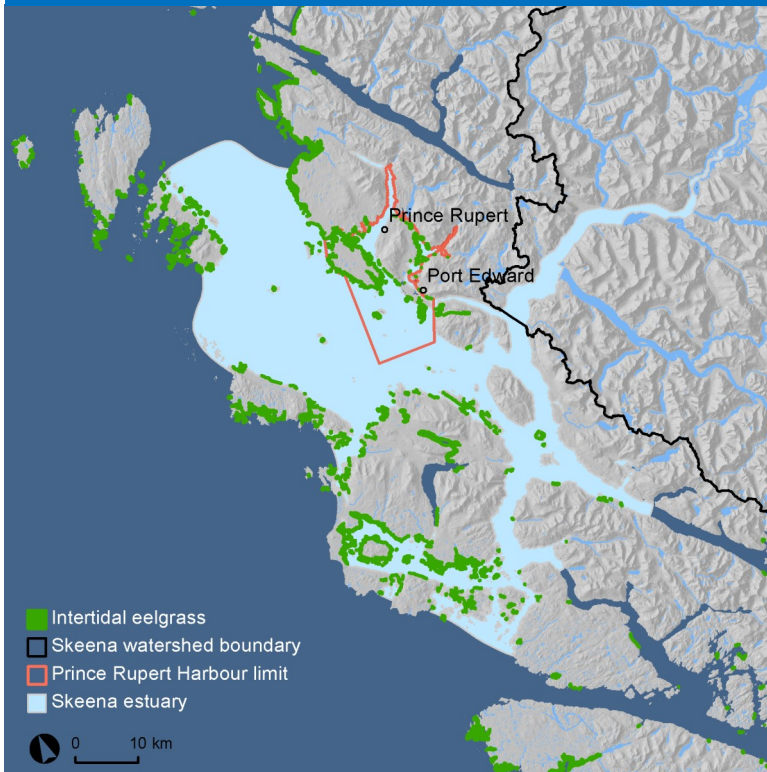 Prince Rupert
Port Edward
Intertidal eelgrass
Skeena watershed boundary
Prince Rupert Harbour limit
Skeena estuary
0 10 km